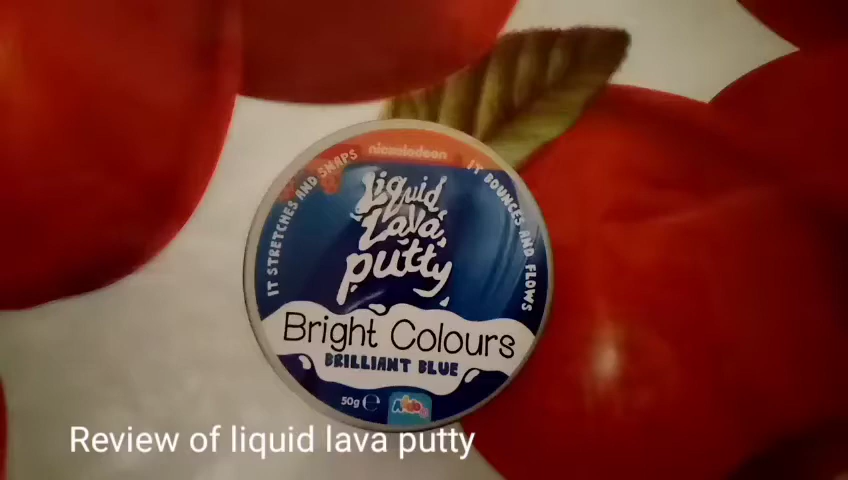 nickelodeon
IT STRETCHES AND SNAPS
IT BOUNCES AND FLOWS
Liquid
Lava
putty
Bright Colours
BRILLIANT BLUE
50g ℮
Review of liquid lava putty